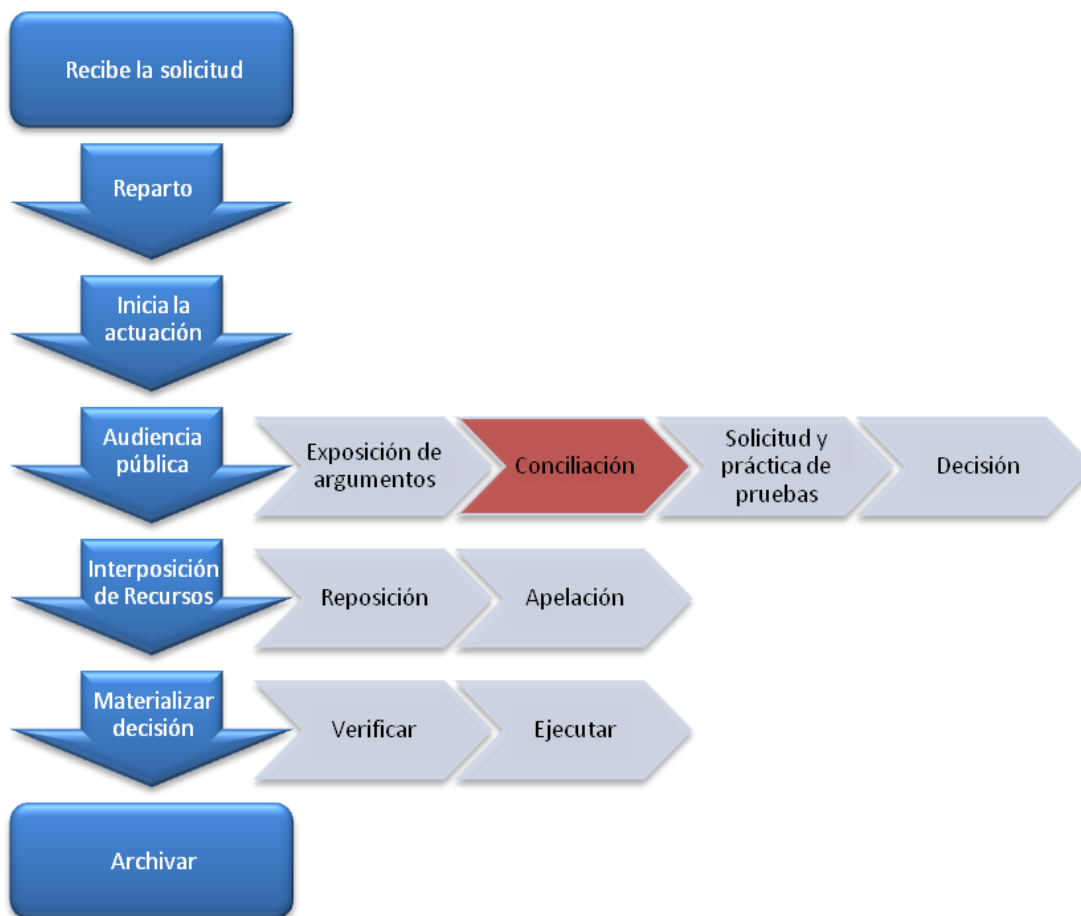 Recibe la solicitud
Reparto
Inicia la
actuación
Audiencia
pública
Exposición de
argumentos
Conciliación
Solicitud y
práctica de
pruebas
Decisión
Interposición
de Recursos
Reposición
Apelación
Materializar
decisión
Verificar
Ejecutar
Archivar